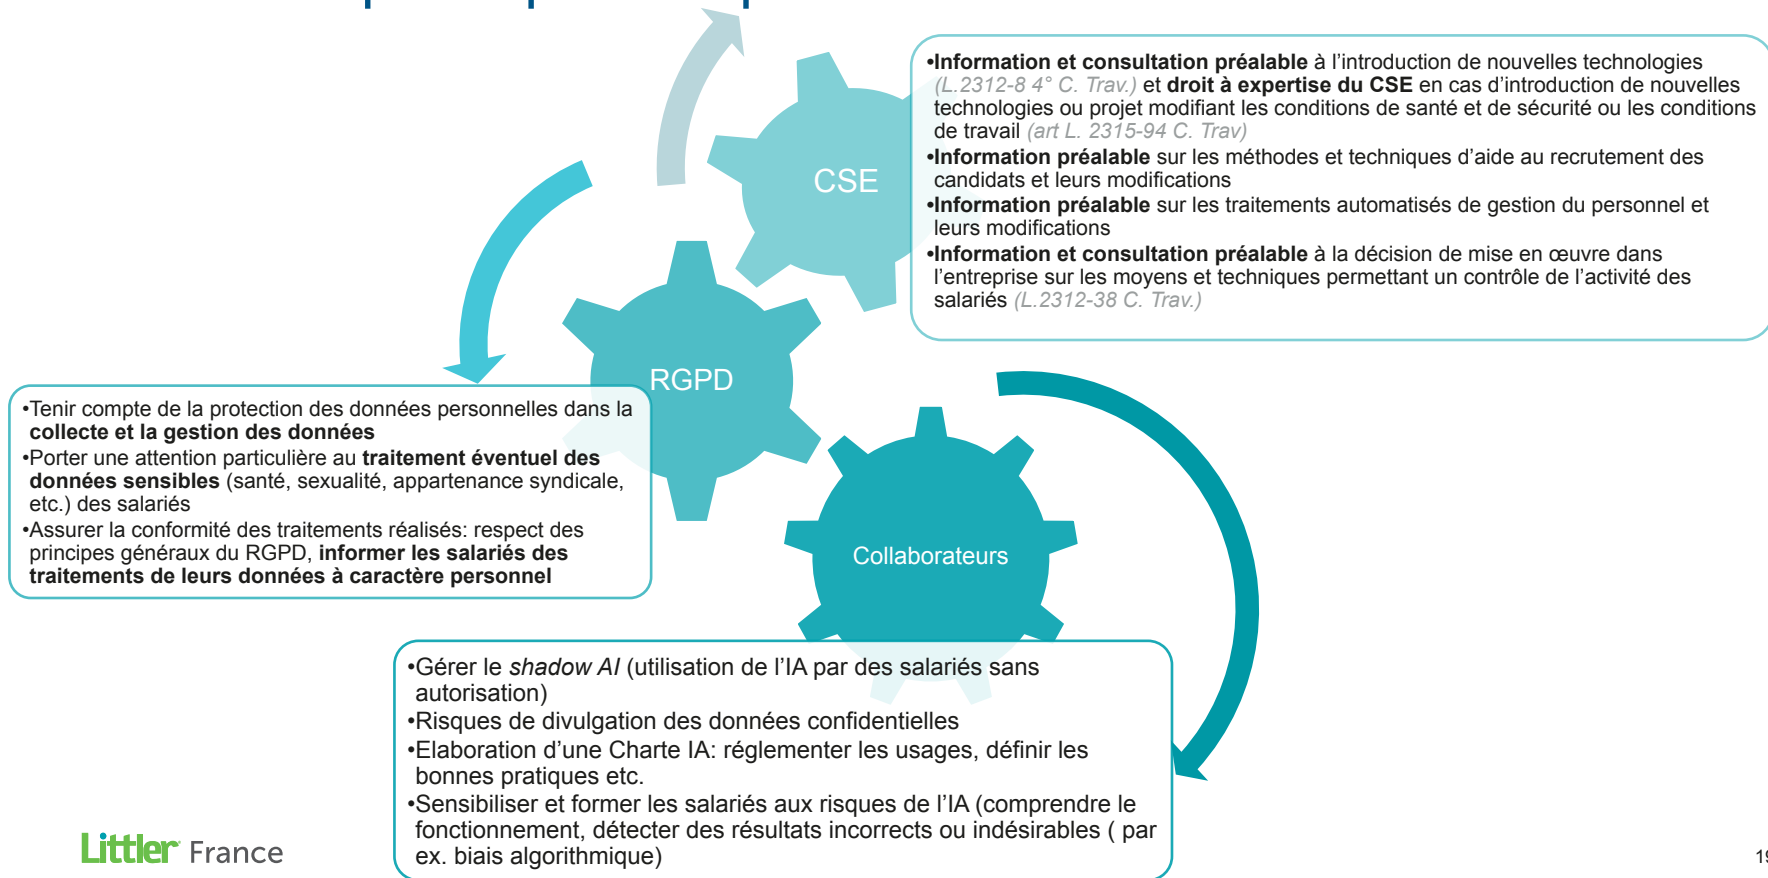 •Information et consultation préalable à l’introduction de nouvelles technologies
(L.2312-8 4° C. Trav.) et droit à expertise du CSE en cas d’introduction de nouvelles
technologies ou projet modifiant les conditions de santé et de sécurité ou les conditions
de travail (art L. 2315-94 C. Trav)
•Information préalable sur les méthodes et techniques d’aide au recrutement des
candidats et leurs modifications
•Information préalable sur les traitements automatisés de gestion du personnel et
leurs modifications
•Information et consultation préalable à la décision de mise en œuvre dans
l’entreprise sur les moyens et techniques permettant un contrôle de l’activité des
salariés (L.2312-38 C. Trav.)
CSE
RGPD
•Tenir compte de la protection des données personnelles dans la
collecte et la gestion des données
•Porter une attention particulière au traitement éventuel des
données sensibles (santé, sexualité, appartenance syndicale,
etc.) des salariés
•Assurer la conformité des traitements réalisés: respect des
principes généraux du RGPD, informer les salariés des
traitements de leurs données à caractère personnel
Collaborateurs
•Gérer le shadow AI (utilisation de l’IA par des salariés sans
autorisation)
•Risques de divulgation des données confidentielles
•Elaboration d’une Charte IA: réglementer les usages, définir les
bonnes pratiques etc.
•Sensibiliser et former les salariés aux risques de l’IA (comprendre le
fonctionnement, détecter des résultats incorrects ou indésirables ( par
ex. biais algorithmique)
Littler France
19